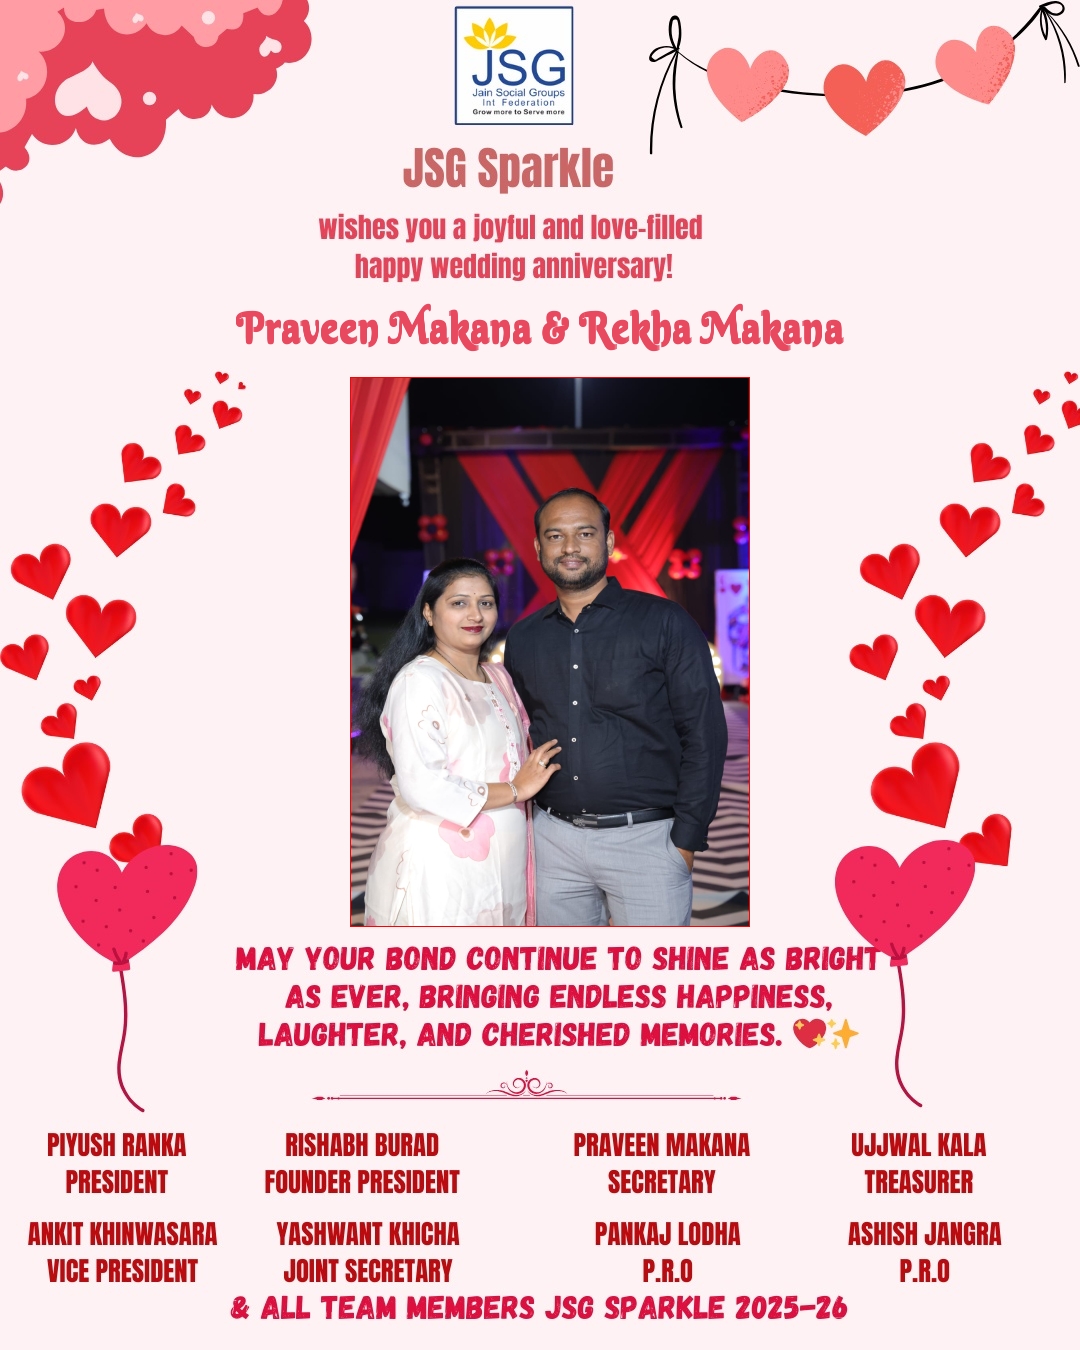 JSG
Jain Social Groups
Int Federation
Grow more to Serve more
JSG Sparkle
wishes you a joyful and love-filled
happy wedding anniversary!
Praveen Makana & Rekha Makana
MAY YOUR BOND CONTINUE TO SHINE AS BRIGHT
AS EVER, BRINGING ENDLESS HAPPINESS,
LAUGHTER, AND CHERISHED MEMORIES. 💖✨
PIYUSH RANKA
PRESIDENT
RISHABH BURAD
FOUNDER PRESIDENT
PRAVEEN MAKANA
SECRETARY
UJJWAL KALA
TREASURER
ANKIT KHINWASARA
VICE PRESIDENT
YASHWANT KHICHA
JOINT SECRETARY
PANKAJ LODHA
P.R.O
ASHISH JANGRA
P.R.O
& ALL TEAM MEMBERS JSG SPARKLE 2025-26